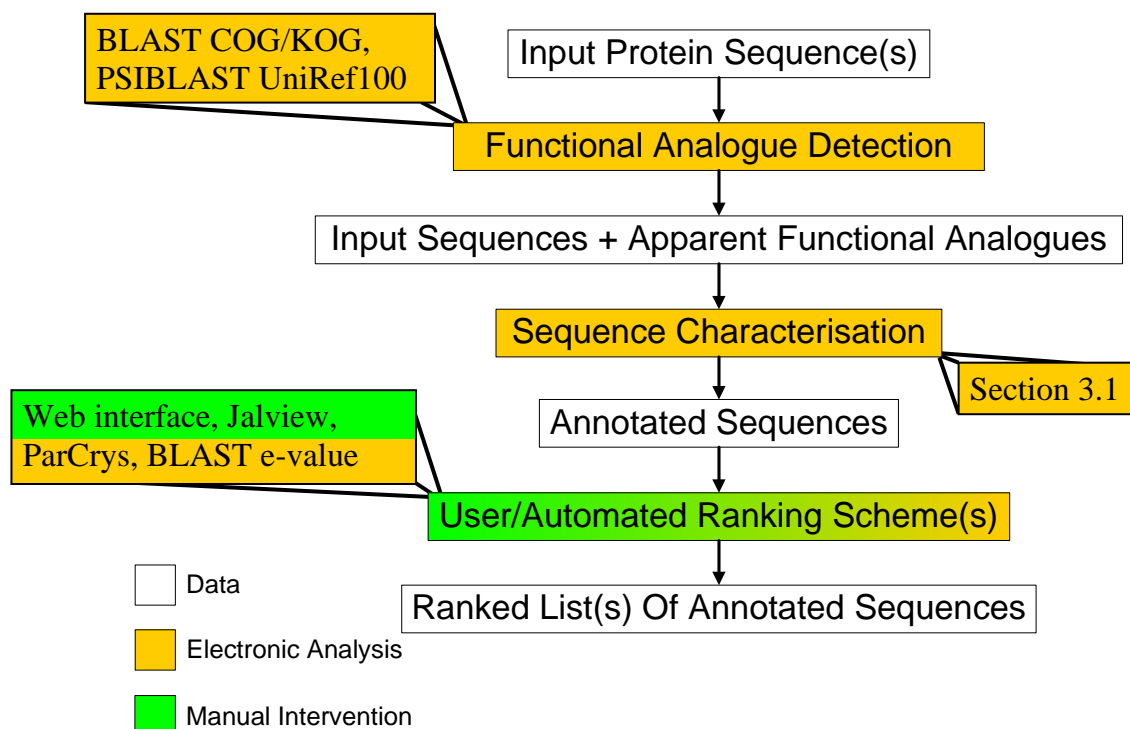 BLAST COG/KOG,
PSIBLAST UniRef100
Input Protein Sequence(s)
Functional Analogue Detection
Input Sequences + Apparent Functional Analogues
Sequence Characterisation
Section 3.1
Web interface, Jalview,
ParCrys, BLAST e-value
Annotated Sequences
User/Automated Ranking Scheme(s)
Ranked List(s) Of Annotated Sequences
Data
Electronic Analysis
Manual Intervention